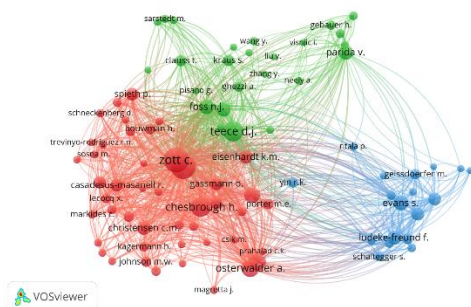 sarstedt m.
gebauer h.
wang y.
visnjic i.
parida v.
clauss t.
kraus s.
liu y.
zhang y.
pisano g.
ghezzi a.
neely a.
spieth p.
foss n.j.
schneckenberg d.
bouwman h.
teece d.j.
trevinyo-rodríguez r.n.
sosna m.
eisenhardt k.m.
r.tala p.
zott c.
geissdoerfer m.
casadesus-masanell r.
gassmann o.
yin r.k.
lecocq x.
chesbrough h.
porter m.e.
evans s.
markides c.
christensen c.m.
csik m.
ludeke-freund f.
kagermann h.
prahalad c.k.
schaltegger s.
johnson m.w.
osterwalder a.
magretta j.
VOSviewer